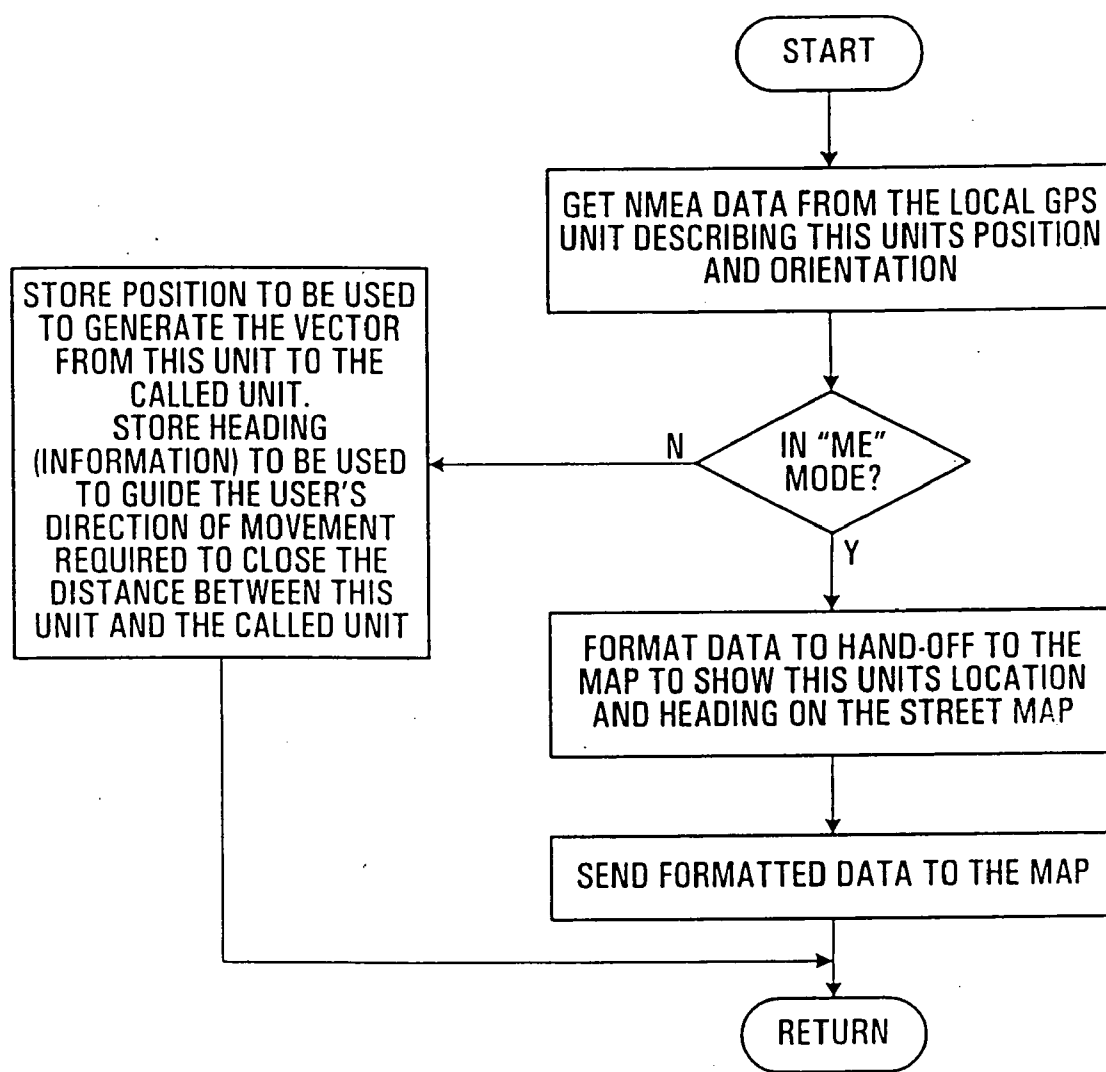 START
GET NMEA DATA FROM THE LOCAL GPS
UNIT DESCRIBING THIS UNITS POSITION
AND ORIENTATION
IN “ME”
MODE?
N
Y
STORE POSITION TO BE USED
TO GENERATE THE VECTOR
FROM THIS UNIT TO THE
CALLED UNIT.
STORE HEADING
(INFORMATION) TO BE USED
TO GUIDE THE USER'S
DIRECTION OF MOVEMENT
REQUIRED TO CLOSE THE
DISTANCE BETWEEN THIS
UNIT AND THE CALLED UNIT
FORMAT DATA TO HAND-OFF TO THE
MAP TO SHOW THIS UNITS LOCATION
AND HEADING ON THE STREET MAP
SEND FORMATTED DATA TO THE MAP
RETURN